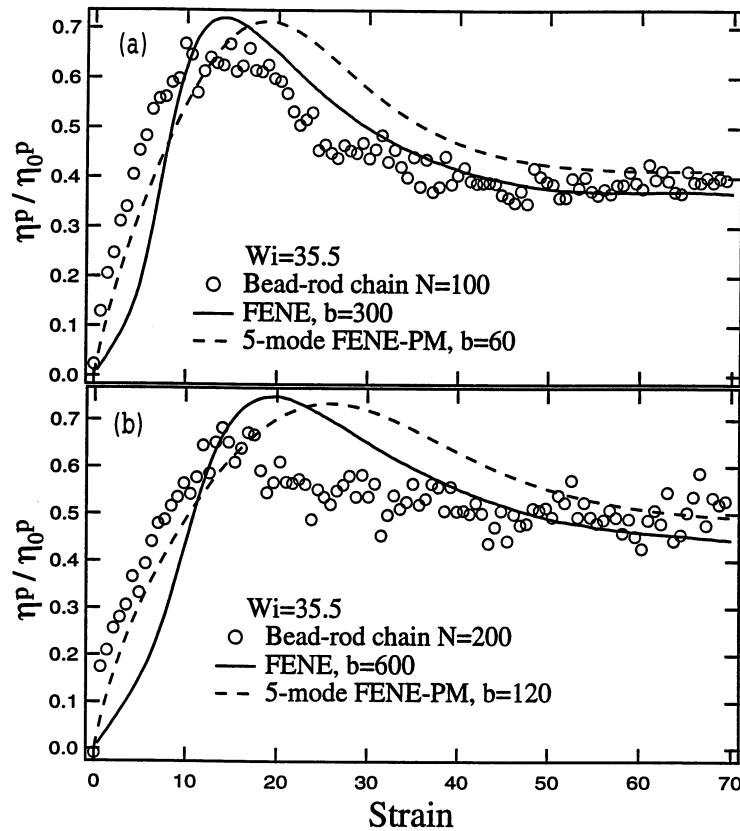 (a)
0.7
0.6
0.5
0.4
0.3
0.2
0.1
0.0
ηp / η0p
Wi=35.5
Bead-rod chain N=100
FENE, b=300
5-mode FENE-PM, b=60
(b)
0.7
0.6
0.5
0.4
0.3
0.2
0.1
0.0
ηp / η0p
Wi=35.5
Bead-rod chain N=200
FENE, b=600
5-mode FENE-PM, b=120
0 10 20 30 40 50 60 70
Strain